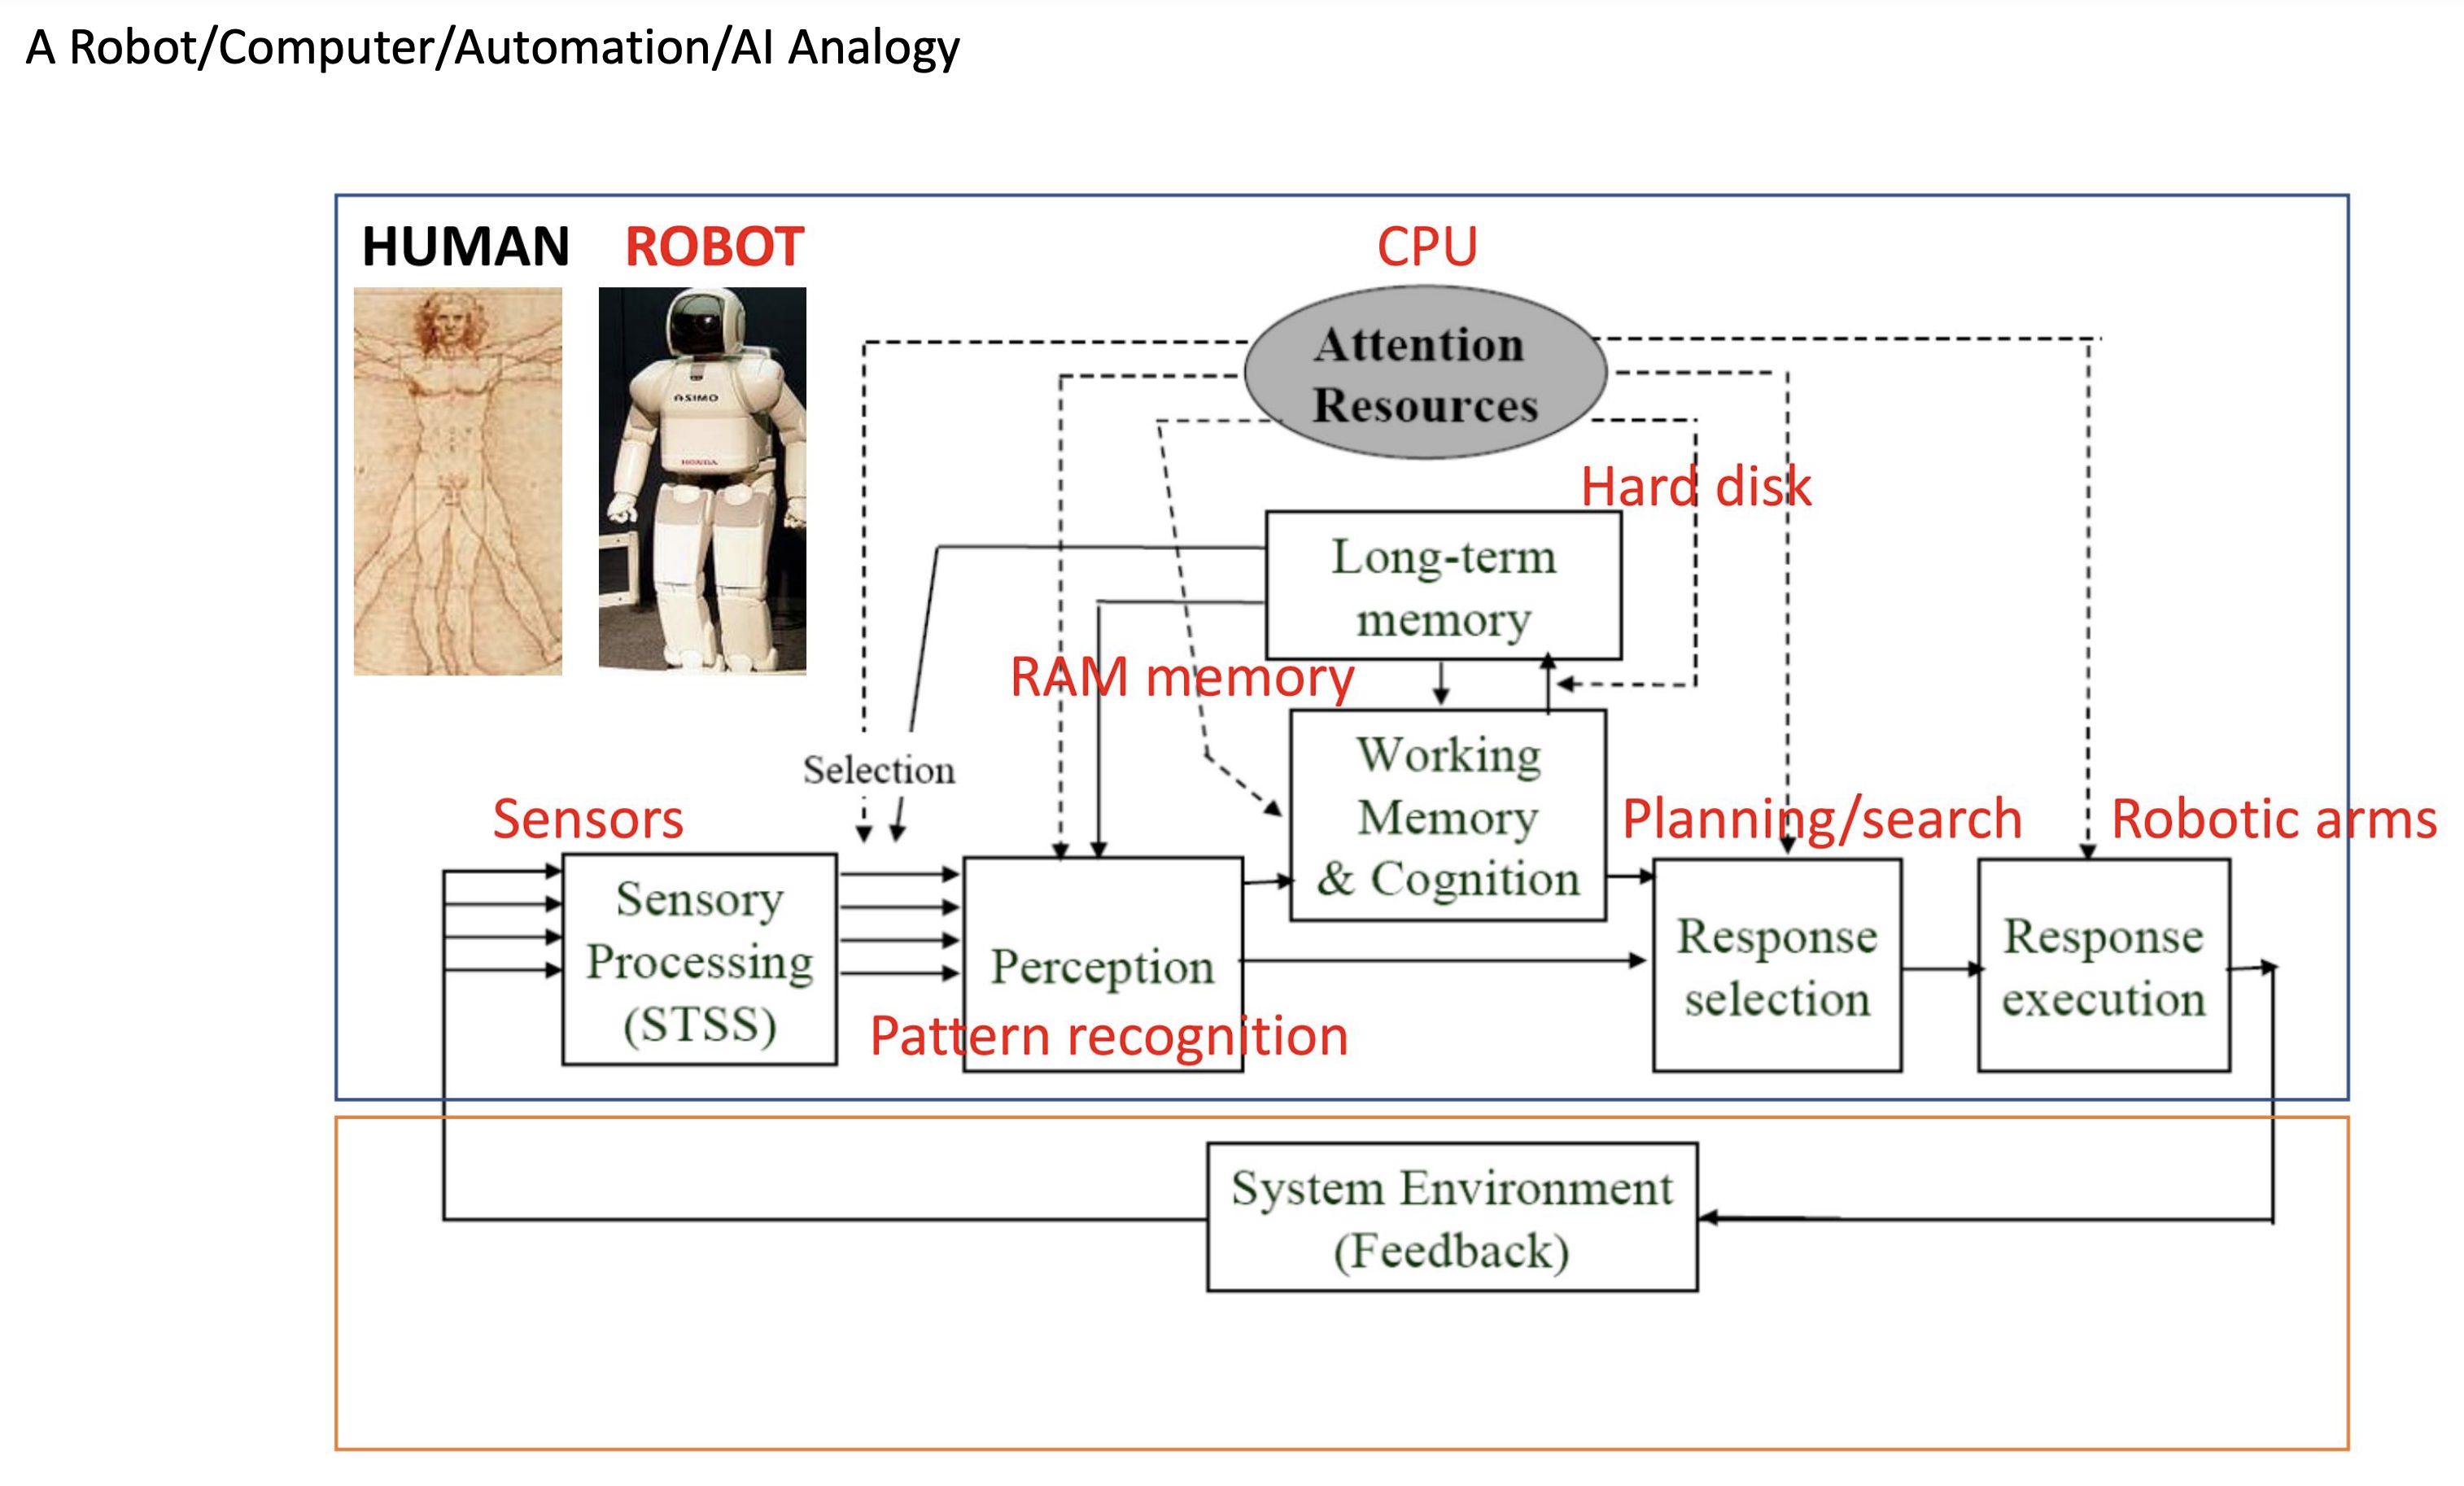 A Robot/Computer/Automation/AI Analogy
HUMAN
ROBOT
CPU
ASIMO
HONDA
Attention
Resources
Hard disk
Long-term
memory
RAM memory
Selection
Working
Memory
& Cognition
Sensors
Planning/search
Robotic arms
Sensory
Processing
(STSS)
Perception
Pattern recognition
Response
selection
Response
execution
System Environment
(Feedback)